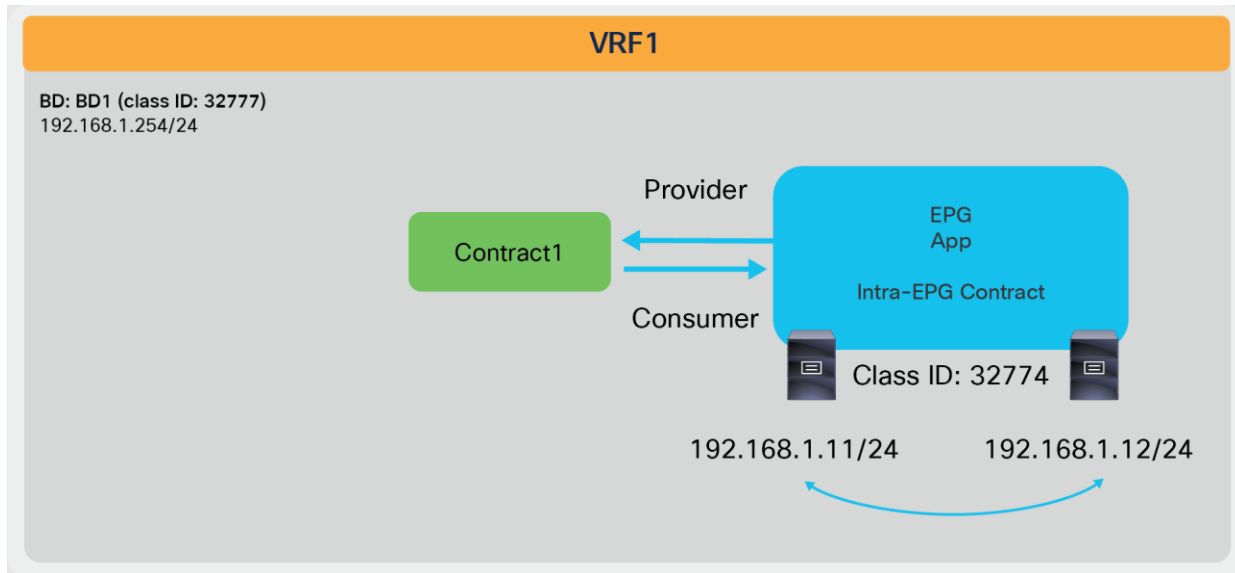 VRF1
BD: BD1 (class ID: 32777)
192.168.1.254/24
Provider
Contract1
Consumer
EPG
App
Intra-EPG Contract
Class ID: 32774
192.168.1.11/24
192.168.1.12/24